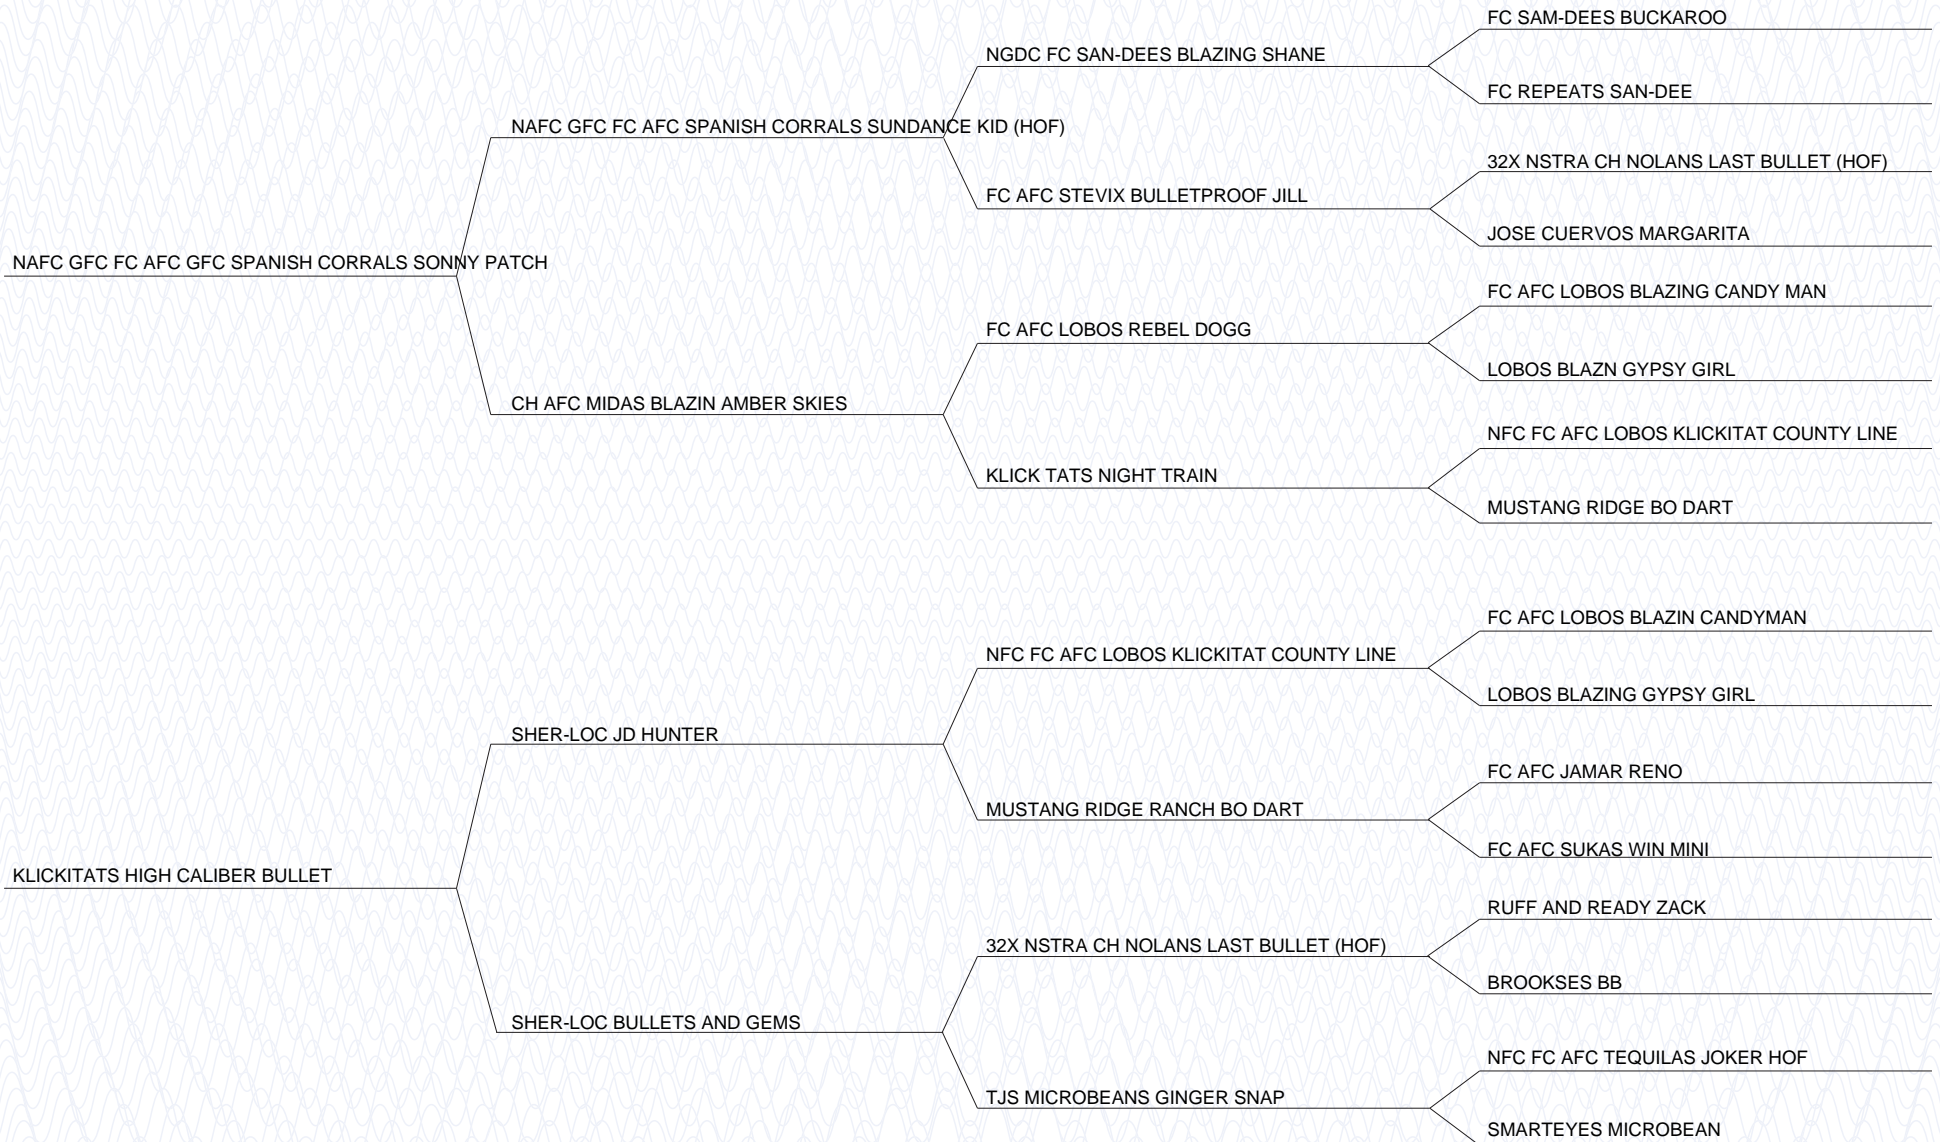 FC SAM-DEES BUCKAROO
NGDC FC SAN-DEES BLAZING SHANE
FC REPEATS SAN-DEE
NAFC GFC FC AFC SPANISH CORRALS SUNDANCE KID (HOF)
32X NSTRA CH NOLANS LAST BULLET (HOF)
FC AFC STEVIX BULLETPROOF JILL
JOSE CUERVOS MARGARITA
NAFC GFC FC AFC GFC SPANISH CORRALS SONNY PATCH
FC AFC LOBOS BLAZING CANDY MAN
FC AFC LOBOS REBEL DOGG
LOBOS BLAZN GYPSY GIRL
CH AFC MIDAS BLAZIN AMBER SKIES
NFC FC AFC LOBOS KLICKITAT COUNTY LINE
KLICK TATS NIGHT TRAIN
MUSTANG RIDGE BO DART
FC AFC LOBOS BLAZIN CANDYMAN
NFC FC AFC LOBOS KLICKITAT COUNTY LINE
LOBOS BLAZING GYPSY GIRL
SHER-LOC JD HUNTER
FC AFC JAMAR RENO
MUSTANG RIDGE RANCH BO DART
FC AFC SUKAS WIN MINI
KLICKITATS HIGH CALIBER BULLET
RUFF AND READY ZACK
32X NSTRA CH NOLANS LAST BULLET (HOF)
BROOKSES BB
SHER-LOC BULLETS AND GEMS
NFC FC AFC TEQUILAS JOKER HOF
TJS MICROBEANS GINGER SNAP
SMARTEYES MICROBEAN